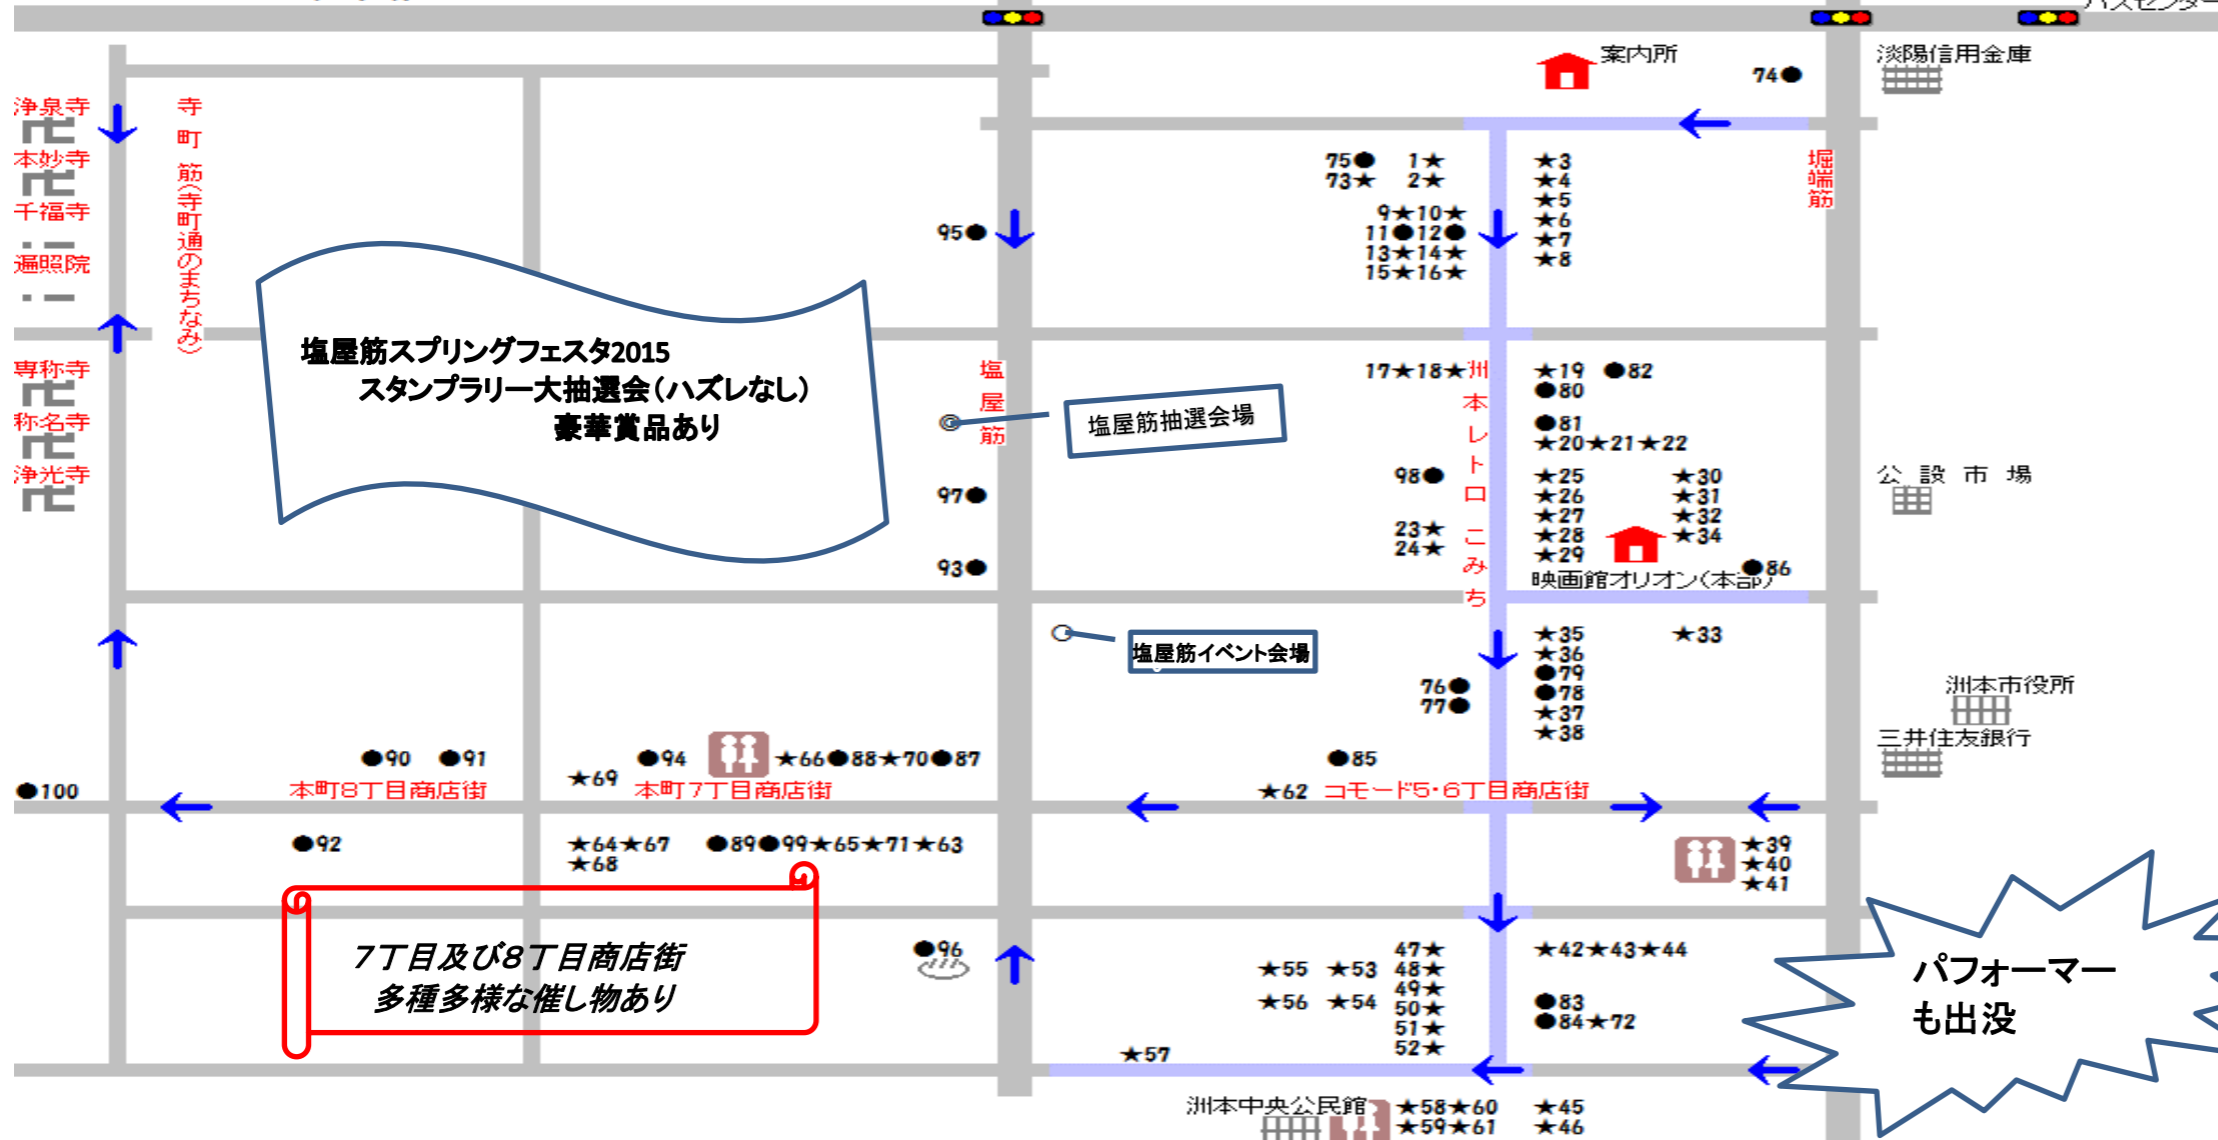 バスセンター
案内所
淡陽信用金庫
74●
浄泉寺
本妙寺
千福寺
遍照院
専称寺
称名寺
浄光寺
寺町筋(寺町通のまちなみ)
堀端筋
75● 1★
73★ 2★
9★10★
11●12●
13★14★
15★16★
★3
★4
★5
★6
★7
★8
95●
塩屋筋スプリングフェスタ2015
スタンプラリー大抽選会(ハズレなし)
豪華賞品あり
塩屋筋
塩屋筋抽選会場
17★18★
洲本レトロこみち
★19 ●82
●80
●81
★20★21★22
98●
23★
24★
★25
★26
★27
★28
★29
★30
★31
★32
★34
公設市場
97●
93●
●86
映画館オリオン(本部)
塩屋筋イベント会場
★35
★36
●79
●78
★37
★38
★33
76●
77●
洲本市役所
三井住友銀行
●90 ●91
●94
★66●88★70●87
●85
★69
●100
本町8丁目商店街
本町7丁目商店街
★62
コモード5・6丁目商店街
●92
★64★67
★68
●89●99★65★71★63
★39
★40
★41
7丁目及び8丁目商店街
多種多様な催し物あり
●96
★55 ★53
★56 ★54
47★
48★
49★
50★
51★
52★
★42★43★44
●83
●84★72
パフォーマー
も出没
★57
洲本中央公民館
★58★60
★59★61
★45
★46